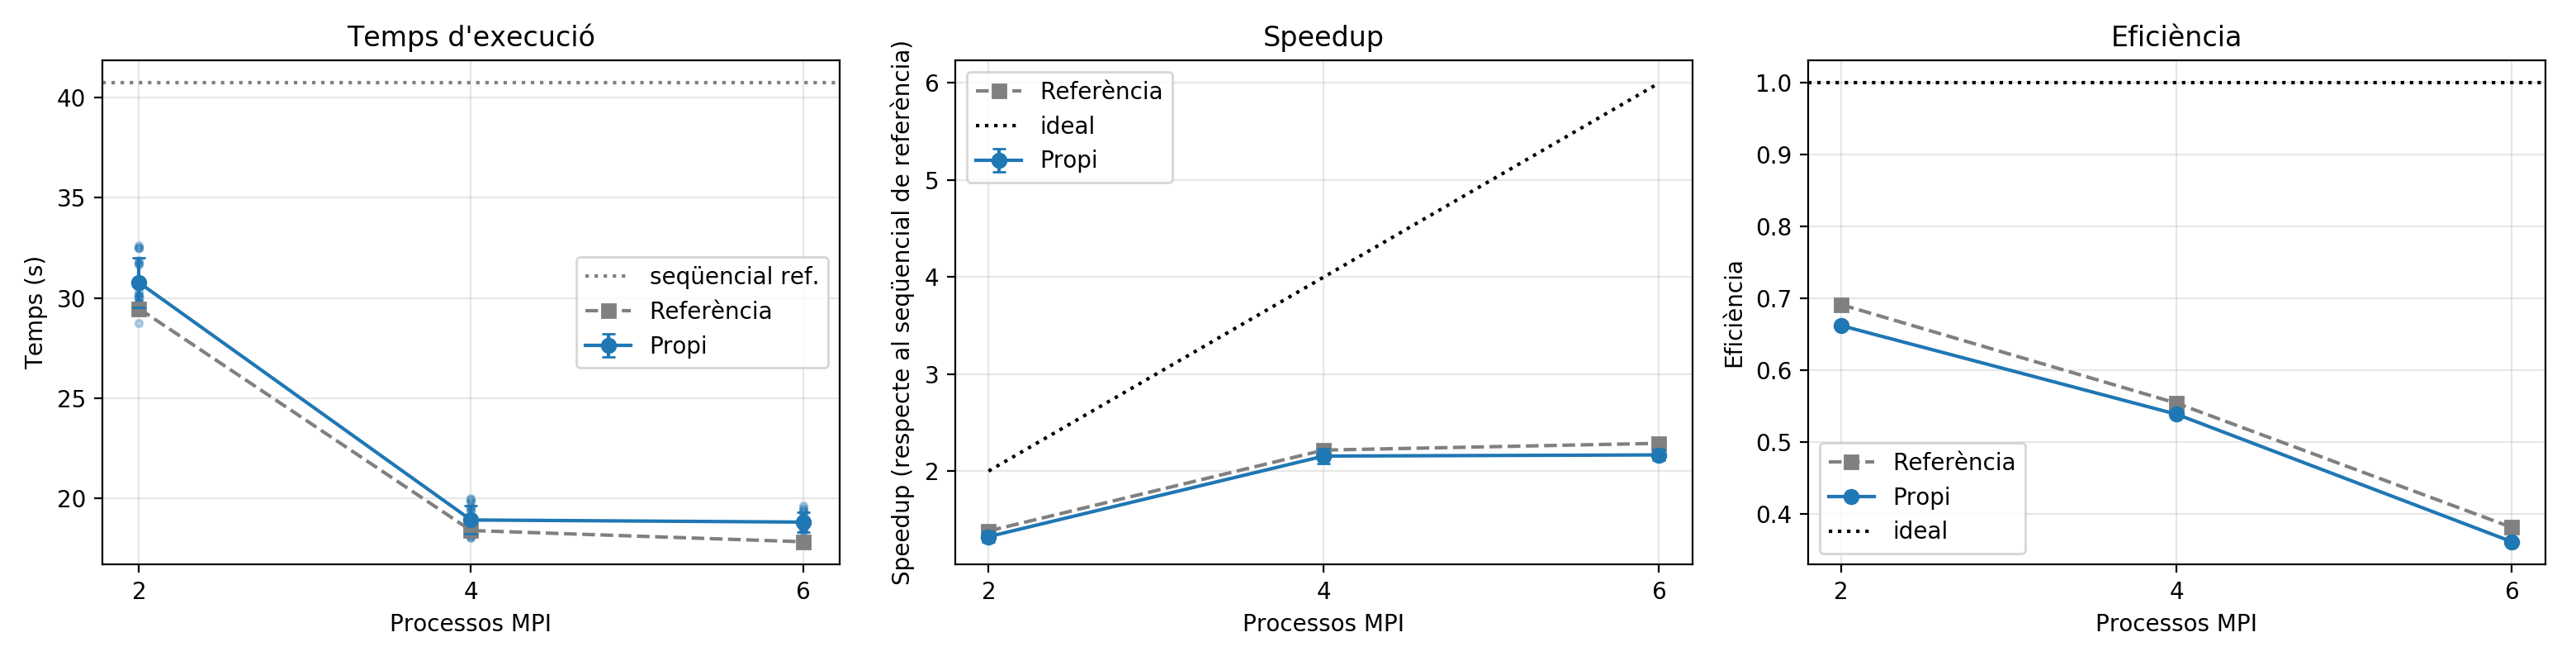 Temps d'execució
Temps (s)
40
35
30
25
20
seqüencial ref.
Referència
Propi
2
4
6
Processos MPI
Speedup
Speedup (respecte al seqüencial de referència)
6
5
4
3
2
Referència
ideal
Propi
2
4
6
Processos MPI
Eficiència
Eficiència
1.0
0.9
0.8
0.7
0.6
0.5
0.4
Referència
Propi
ideal
2
4
6
Processos MPI